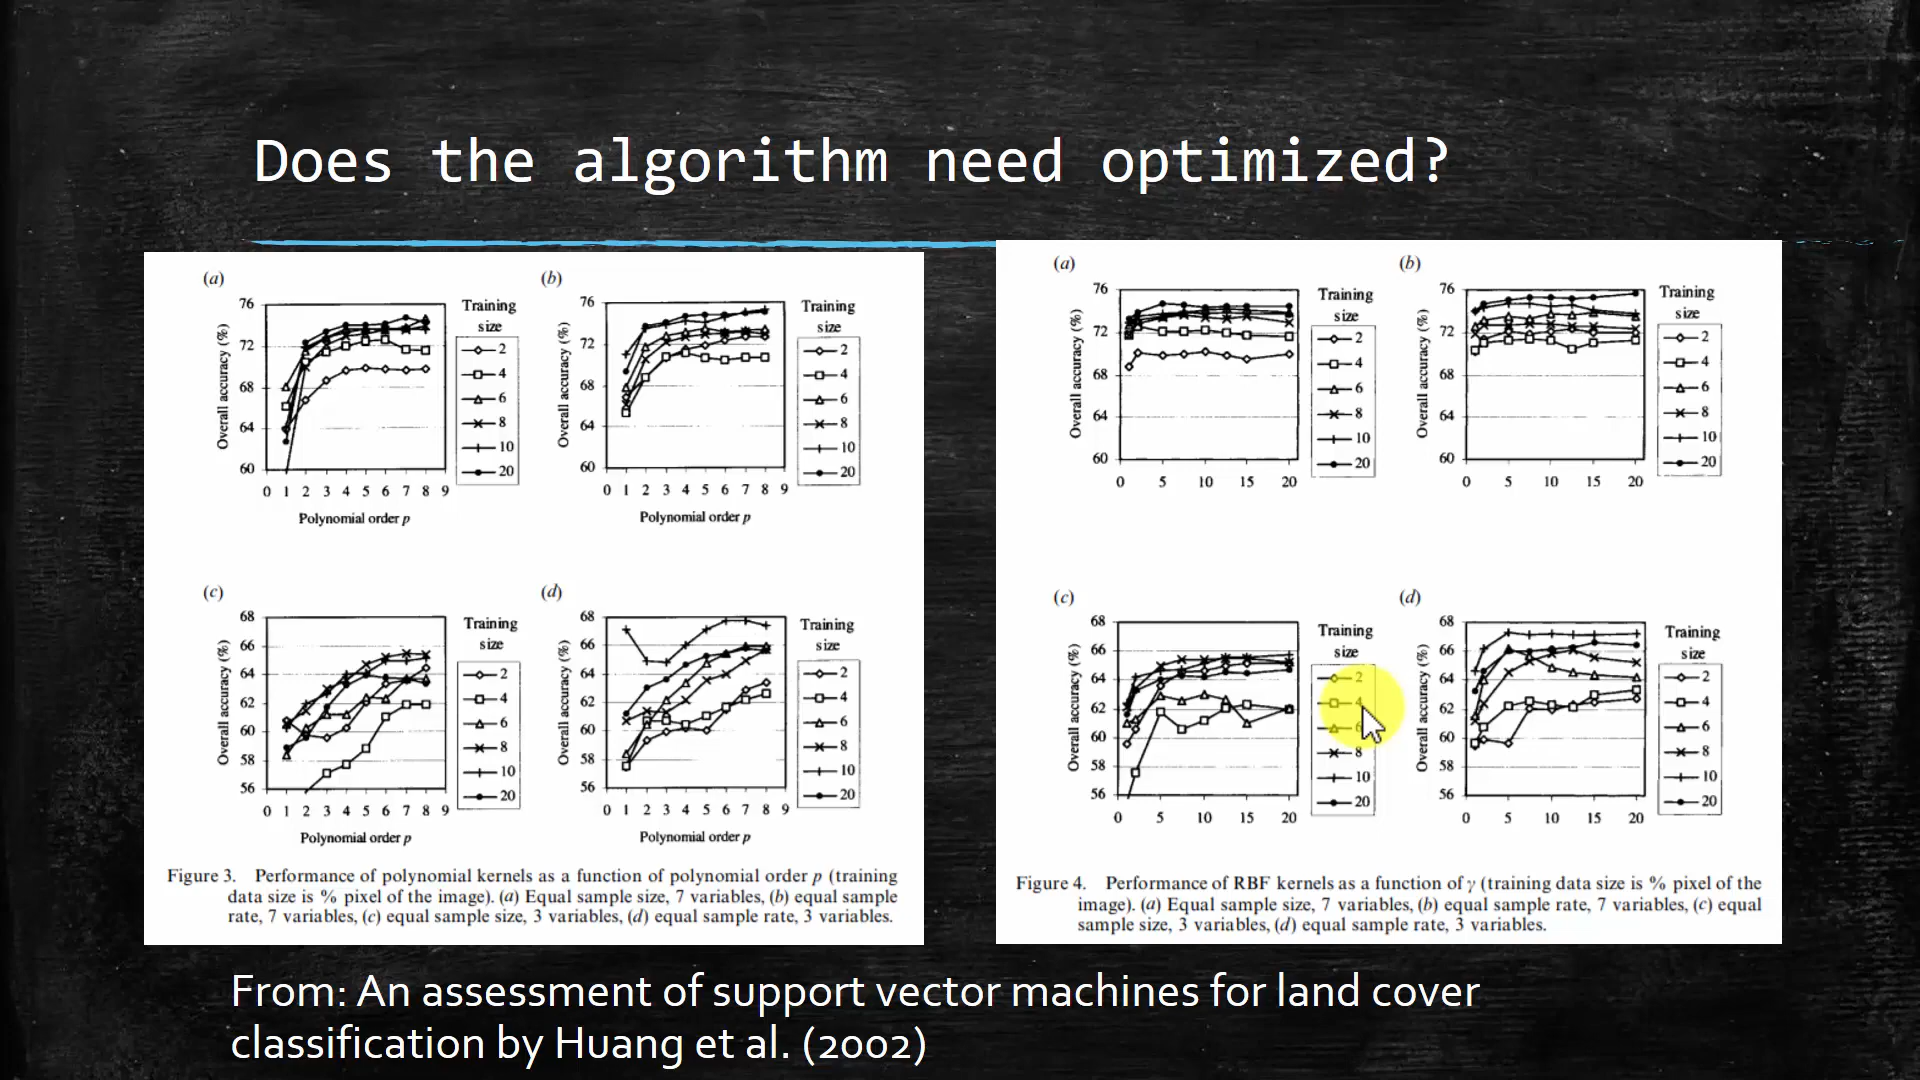 Does the algorithm need optimized?
(a)
Overall accuracy (%)
76
72
68
64
60
0 1 2 3 4 5 6 7 8 9
Polynomial order p
Training
size
2
4
6
8
10
20
(b)
Overall accuracy (%)
76
72
68
64
60
0 1 2 3 4 5 6 7 8 9
Polynomial order p
Training
size
2
4
6
8
10
20
(c)
Overall accuracy (%)
68
66
64
62
60
58
56
0 1 2 3 4 5 6 7 8 9
Polynomial order p
Training
size
2
4
6
8
10
20
(d)
Overall accuracy (%)
68
66
64
62
60
58
56
0 1 2 3 4 5 6 7 8 9
Polynomial order p
Training
size
2
4
6
8
10
20
Figure 3. Performance of polynomial kernels as a function of polynomial order p (training
data size is % pixel of the image). (a) Equal sample size, 7 variables, (b) equal sample
rate, 7 variables, (c) equal sample size, 3 variables, (d) equal sample rate, 3 variables.
(a)
Overall accuracy (%)
76
72
68
64
60
0 5 10 15 20
Training
size
2
4
6
8
10
20
(b)
Overall accuracy (%)
76
72
68
64
60
0 5 10 15 20
Training
size
2
4
6
8
10
20
(c)
Overall accuracy (%)
68
66
64
62
60
58
56
0 5 10 15 20
Training
size
2
4
6
8
10
20
(d)
Overall accuracy (%)
68
66
64
62
60
58
56
0 5 10 15 20
Training
size
2
4
6
8
10
20
Figure 4. Performance of RBF kernels as a function of γ (training data size is % pixel of the
image). (a) Equal sample size, 7 variables, (b) equal sample rate, 7 variables, (c) equal
sample size, 3 variables, (d) equal sample rate, 3 variables.
From: An assessment of support vector machines for land cover
classification by Huang et al. (2002)